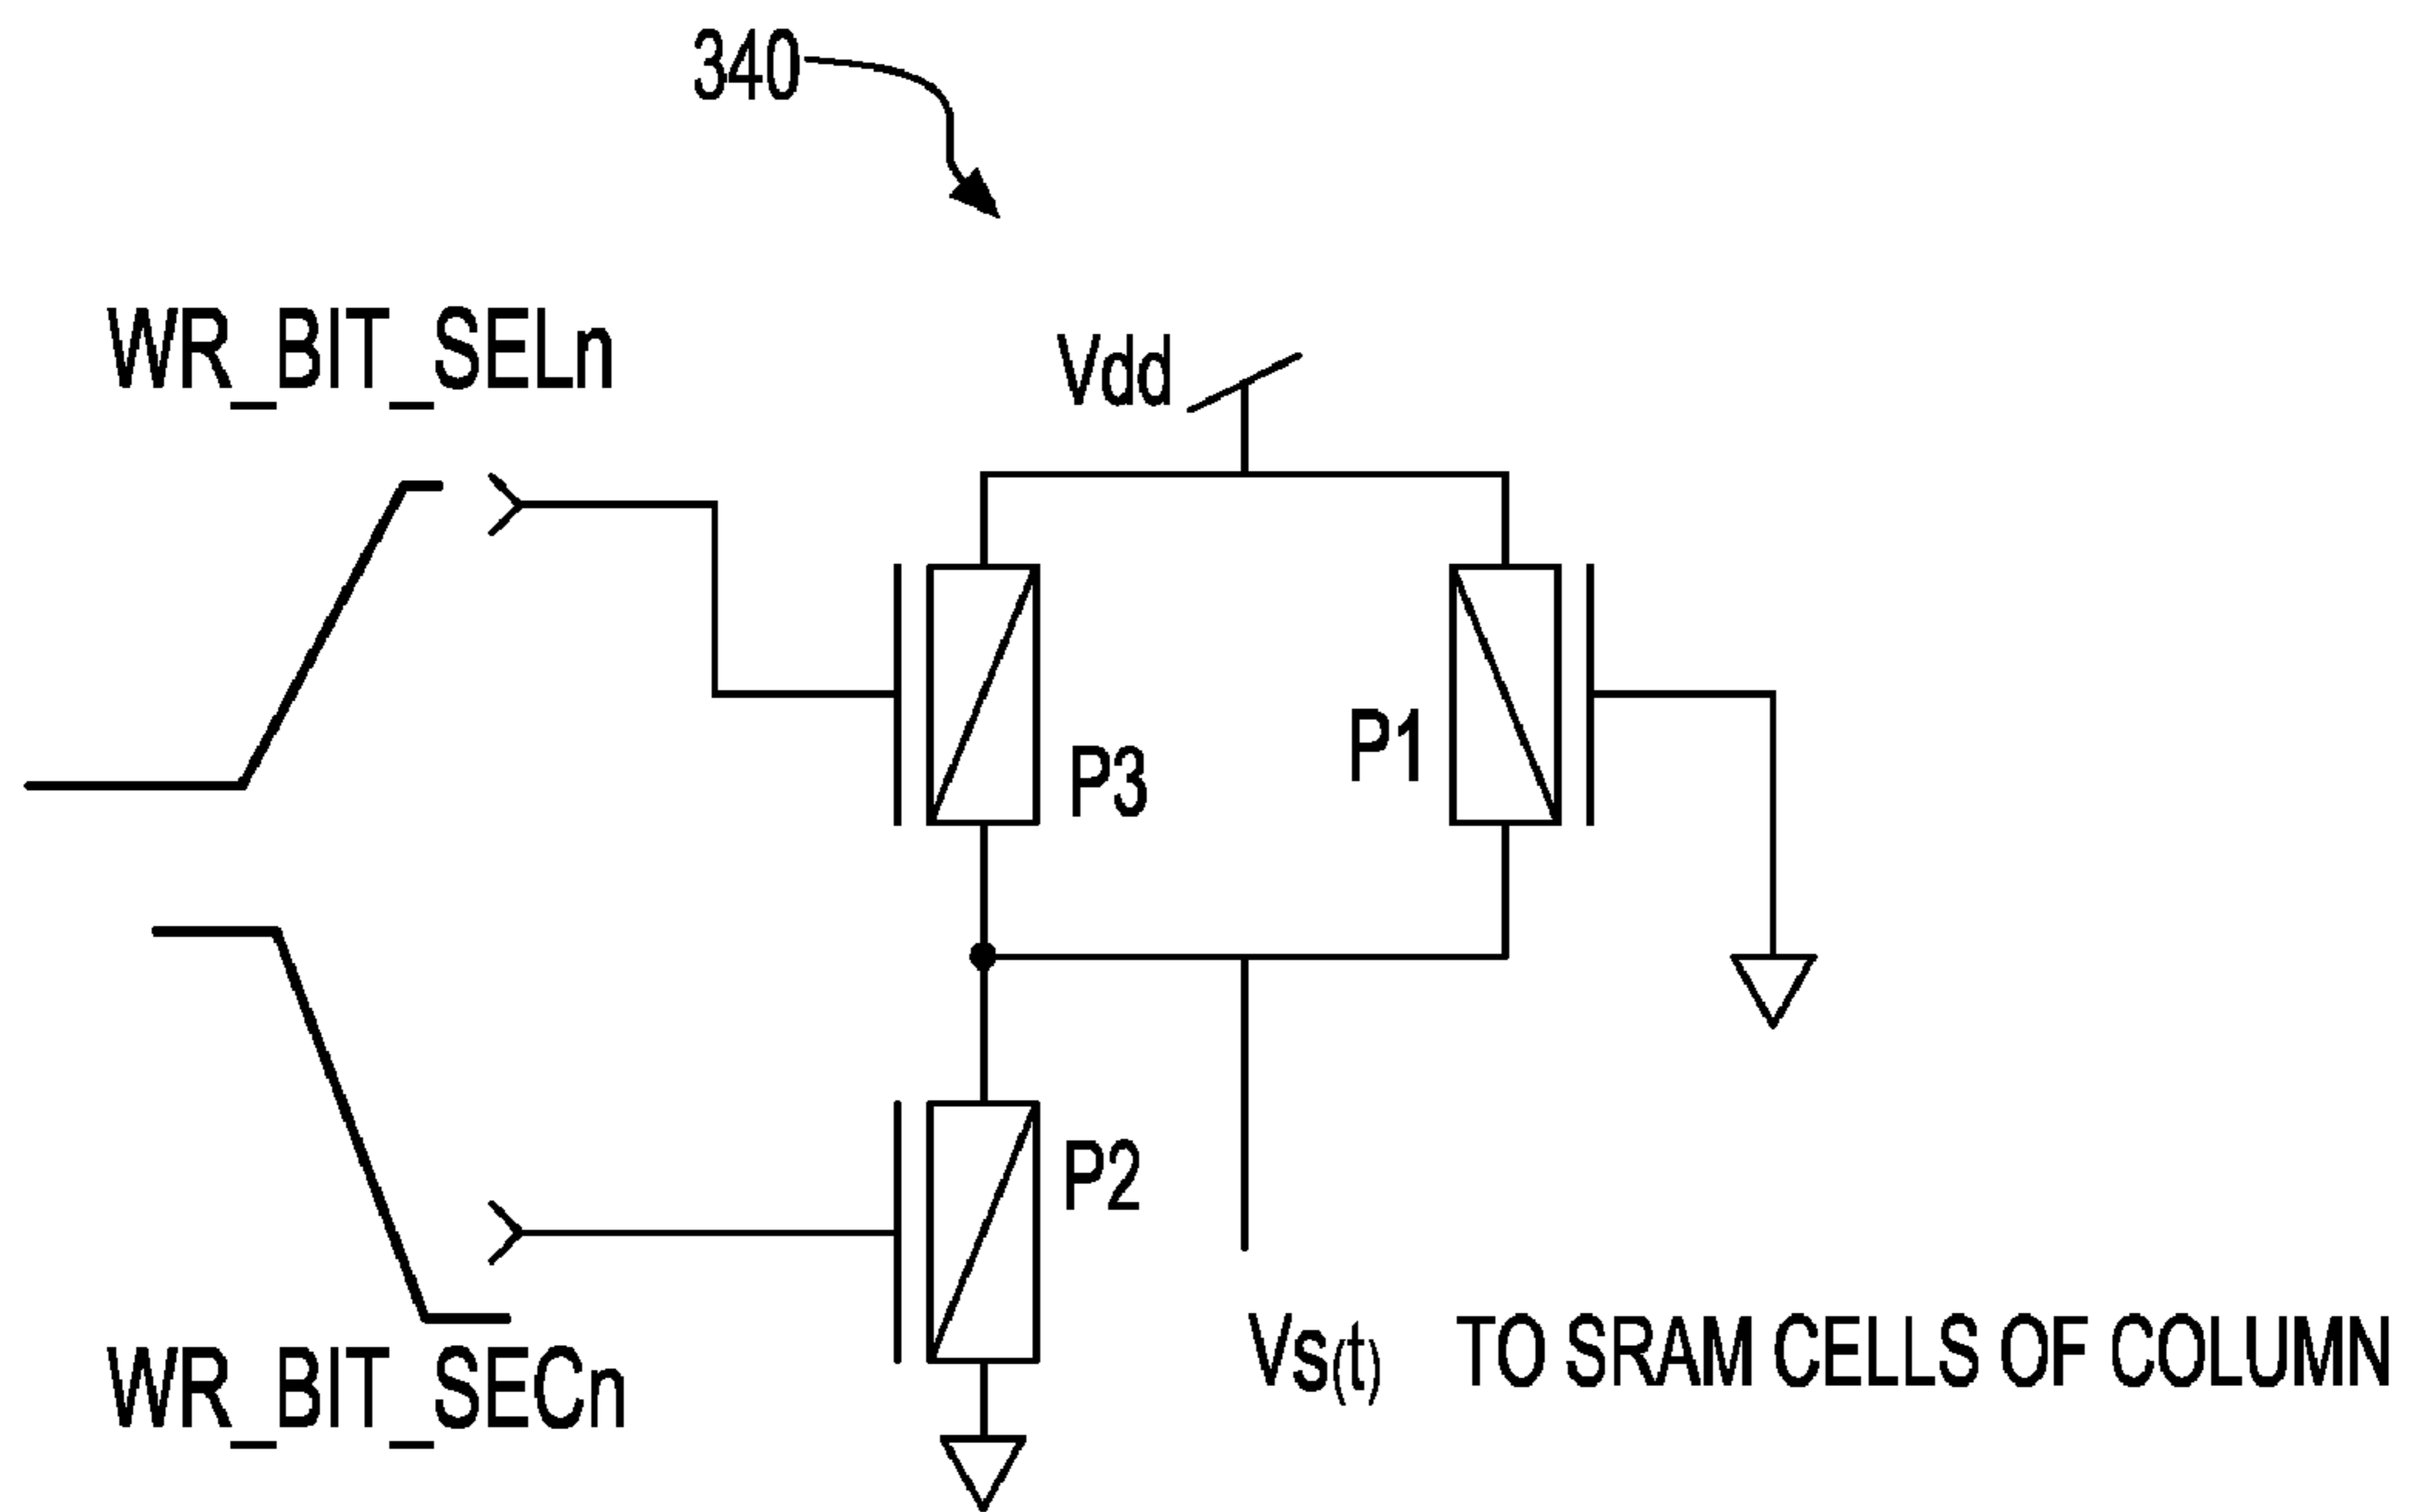 340
WR_BIT_SELn
Vdd
P3
P1
P2
WR_BIT_SECn
Vs(t) TO SRAM CELLS OF COLUMN